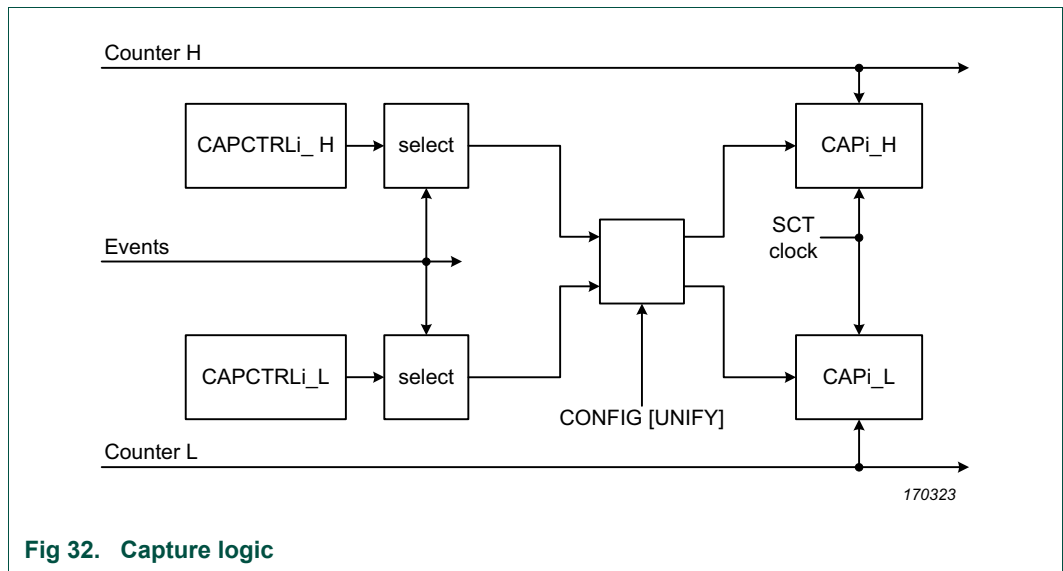 Counter H
CAPCTRLi_ H
select
CAPi_H
Events
SCT
clock
CAPCTRLi_L
select
CAPi_L
CONFIG [UNIFY]
Counter L
170323
Fig 32. Capture logic